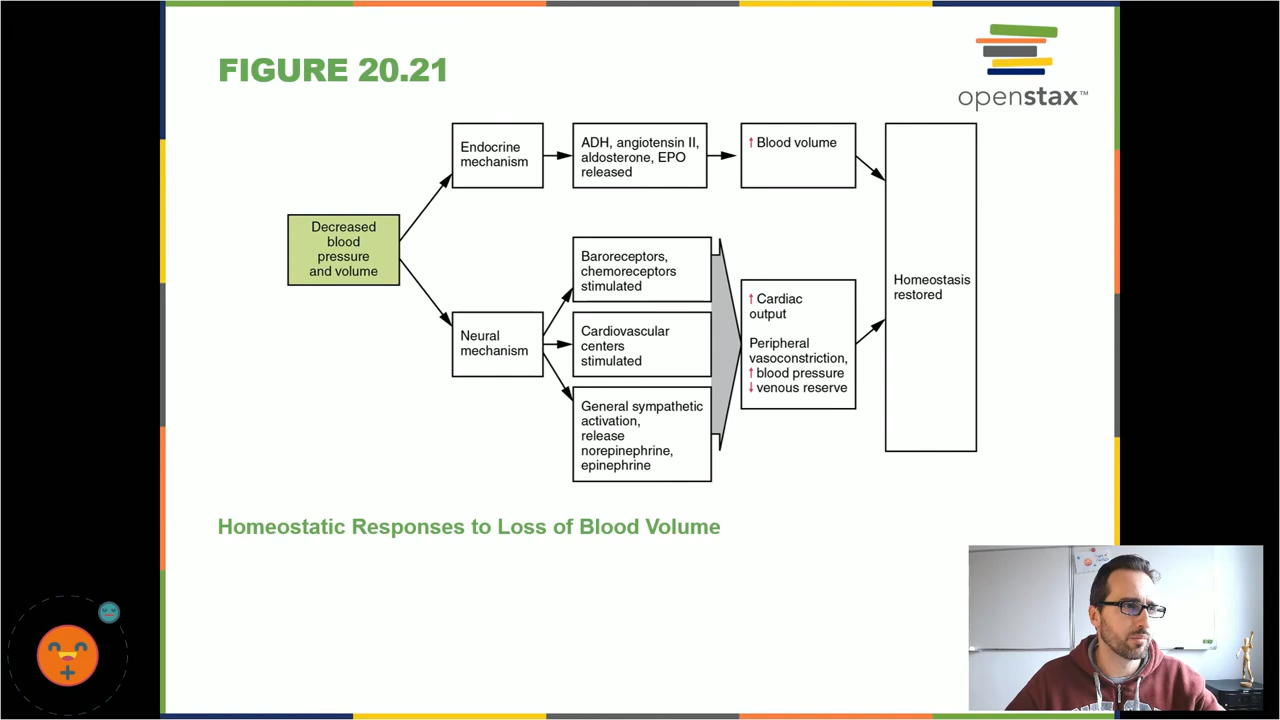 FIGURE 20.21
openstax™
Endocrine
mechanism
ADH, angiotensin II,
aldosterone, EPO
released
↑ Blood volume
Decreased
blood
pressure
and volume
Neural
mechanism
Baroreceptors,
chemoreceptors
stimulated
Cardiovascular
centers
stimulated
General sympathetic
activation,
release
norepinephrine,
epinephrine
↑ Cardiac
output
Peripheral
vasoconstriction,
↑ blood pressure
↓ venous reserve
Homeostasis
restored
Homeostatic Responses to Loss of Blood Volume